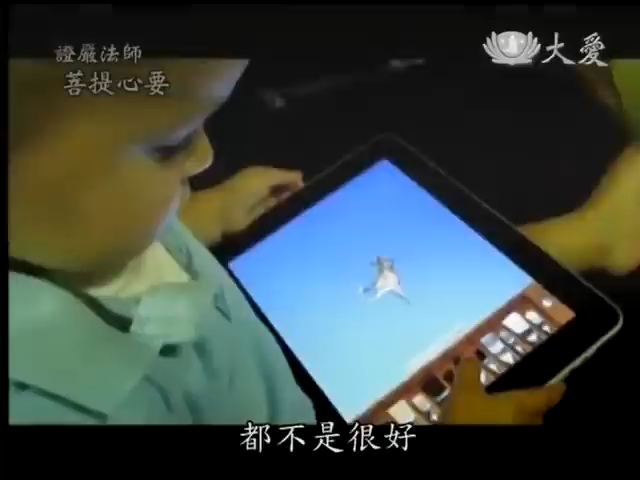 證嚴法師
菩提心要
大愛
都不是很好